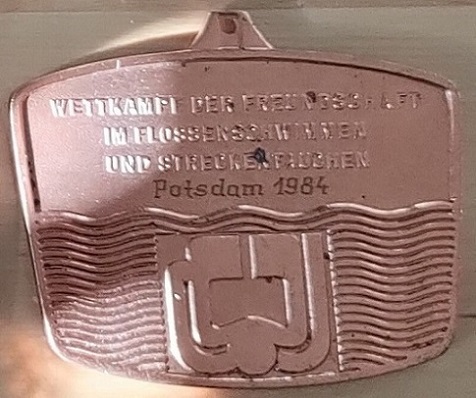 WETTKAMPF DER FREUNDSCHAFT
IM FLOSSENSCHWIMMEN
UND STRECKENTAUCHEN
Potsdam 1984